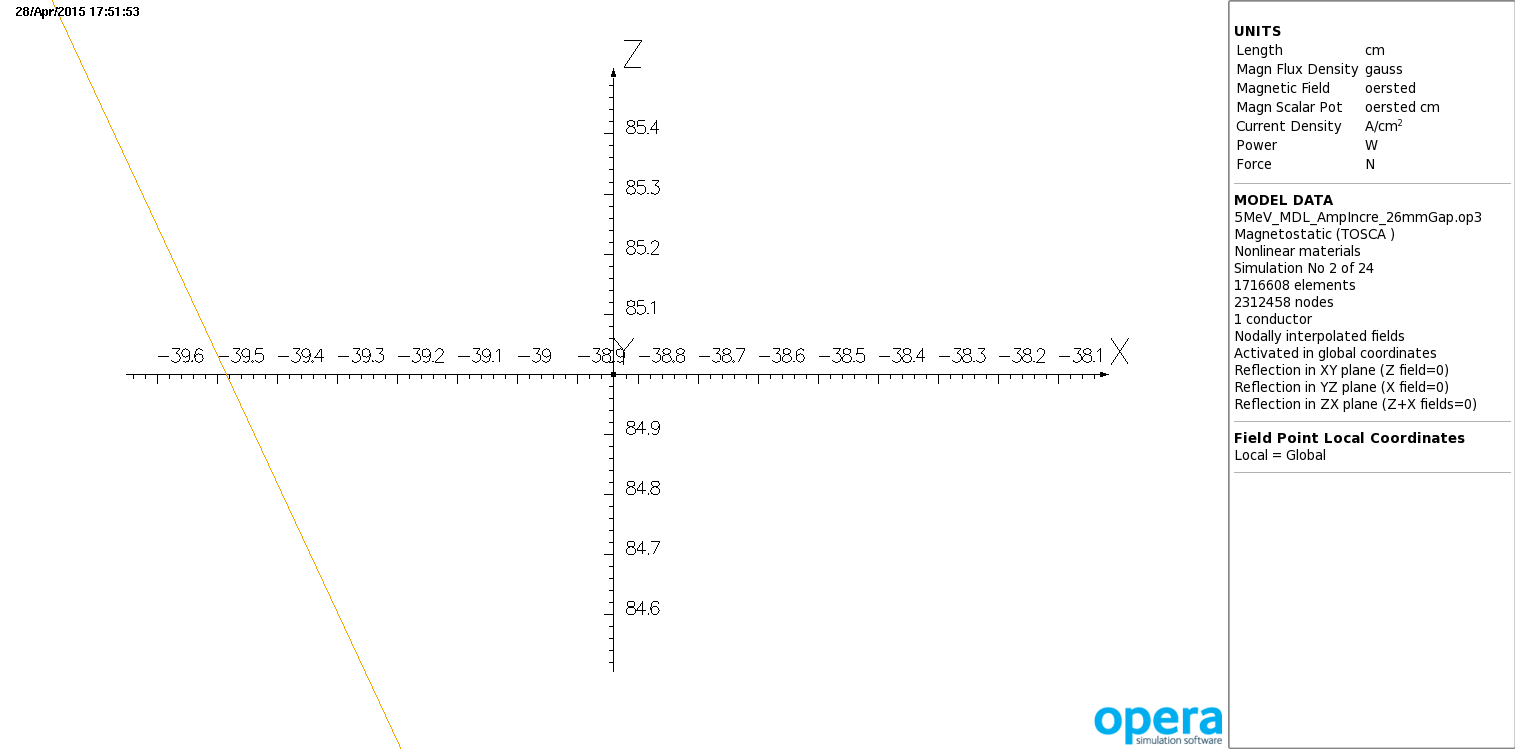 28/Apr/2015 17:51:53
Z
85.4
85.3
85.2
85.1
Y
−39.6 −39.5 −39.4 −39.3 −39.2 −39.1 −39 −38.9 −38.8 −38.7 −38.6 −38.5 −38.4 −38.3 −38.2 −38.1 X
84.9
84.8
84.7
84.6
opera
simulation software
UNITS
Length cm
Magn Flux Density gauss
Magnetic Field oersted
Magn Scalar Pot oersted cm
Current Density A/cm²
Power W
Force N
MODEL DATA
5MeV_MDL_AmpIncre_26mmGap.op3
Magnetostatic (TOSCA )
Nonlinear materials
Simulation No 2 of 24
1716608 elements
2312458 nodes
1 conductor
Nodally interpolated fields
Activated in global coordinates
Reflection in XY plane (Z field=0)
Reflection in YZ plane (X field=0)
Reflection in ZX plane (Z+X fields=0)
Field Point Local Coordinates
Local = Global